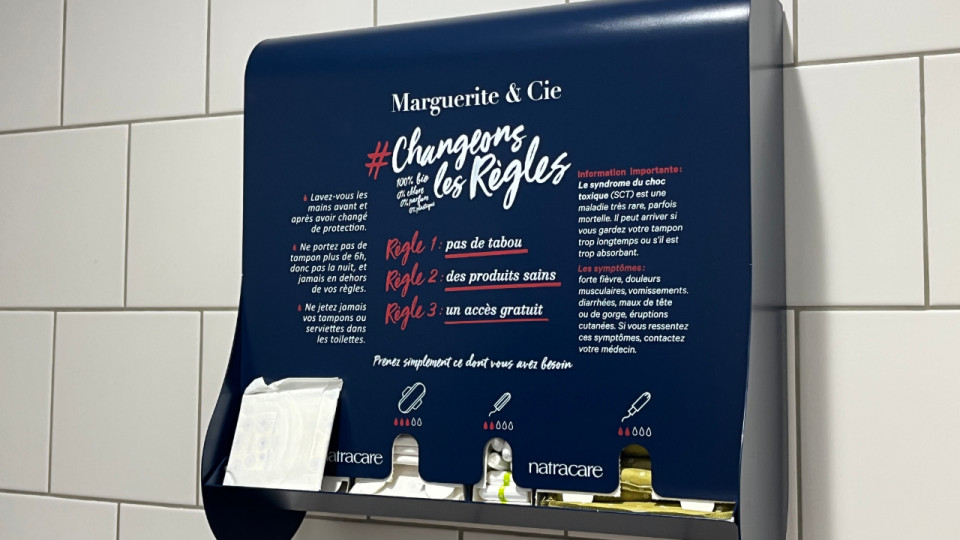 Marguerite & Cie
#Changeons
les Règles
100% bio
0% chlore
0% parfum
0% plastique
Lavez-vous les
mains avant et
après avoir changé
de protection.
Ne portez pas de
tampon plus de 6h,
donc pas la nuit, et
jamais en dehors
de vos règles.
Ne jetez jamais
vos tampons ou
serviettes dans
les toilettes.
Règle 1 : pas de tabou
Règle 2 : des produits sains
Règle 3 : un accès gratuit
Information importante :
Le syndrome du choc
toxique (SCT) est une
maladie très rare, parfois
mortelle. Il peut arriver si
vous gardez votre tampon
trop longtemps ou s'il est
trop absorbant.
Les symptômes :
forte fièvre, douleurs
musculaires, vomissements.
diarrhées, maux de tête
ou de gorge, éruptions
cutanées. Si vous ressentez
ces symptômes, contactez
votre médecin.
Prenez simplement ce dont vous avez besoin
atracare
natracare